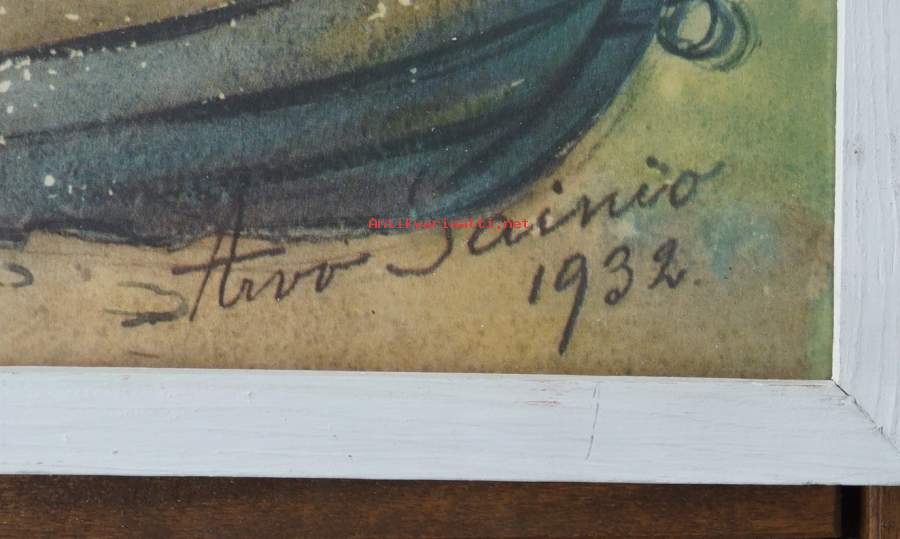 Antikvariaatti.net
Arvo Sainio
1932.